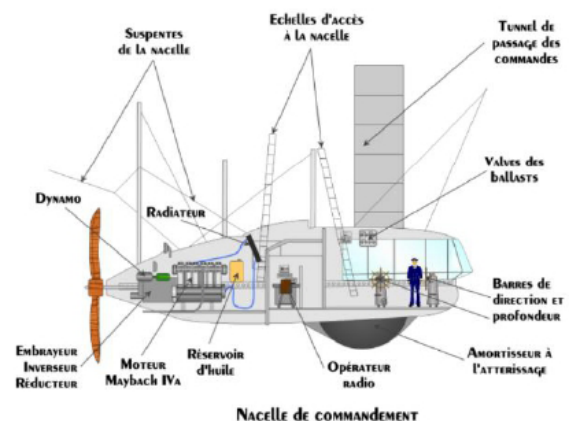 Suspentes
de la nacelle
Echelles d'accès
à la nacelle
Tunnel de
passage des
commandes
Dynamo
Radiateur
Valves des
ballasts
Barres de
direction et
profondeur
Embrayeur
Inverseur
Réducteur
Moteur
Maybach IVa
Réservoir
d'huile
Opérateur
radio
Amortisseur à
l'atterissage
Nacelle de commandement